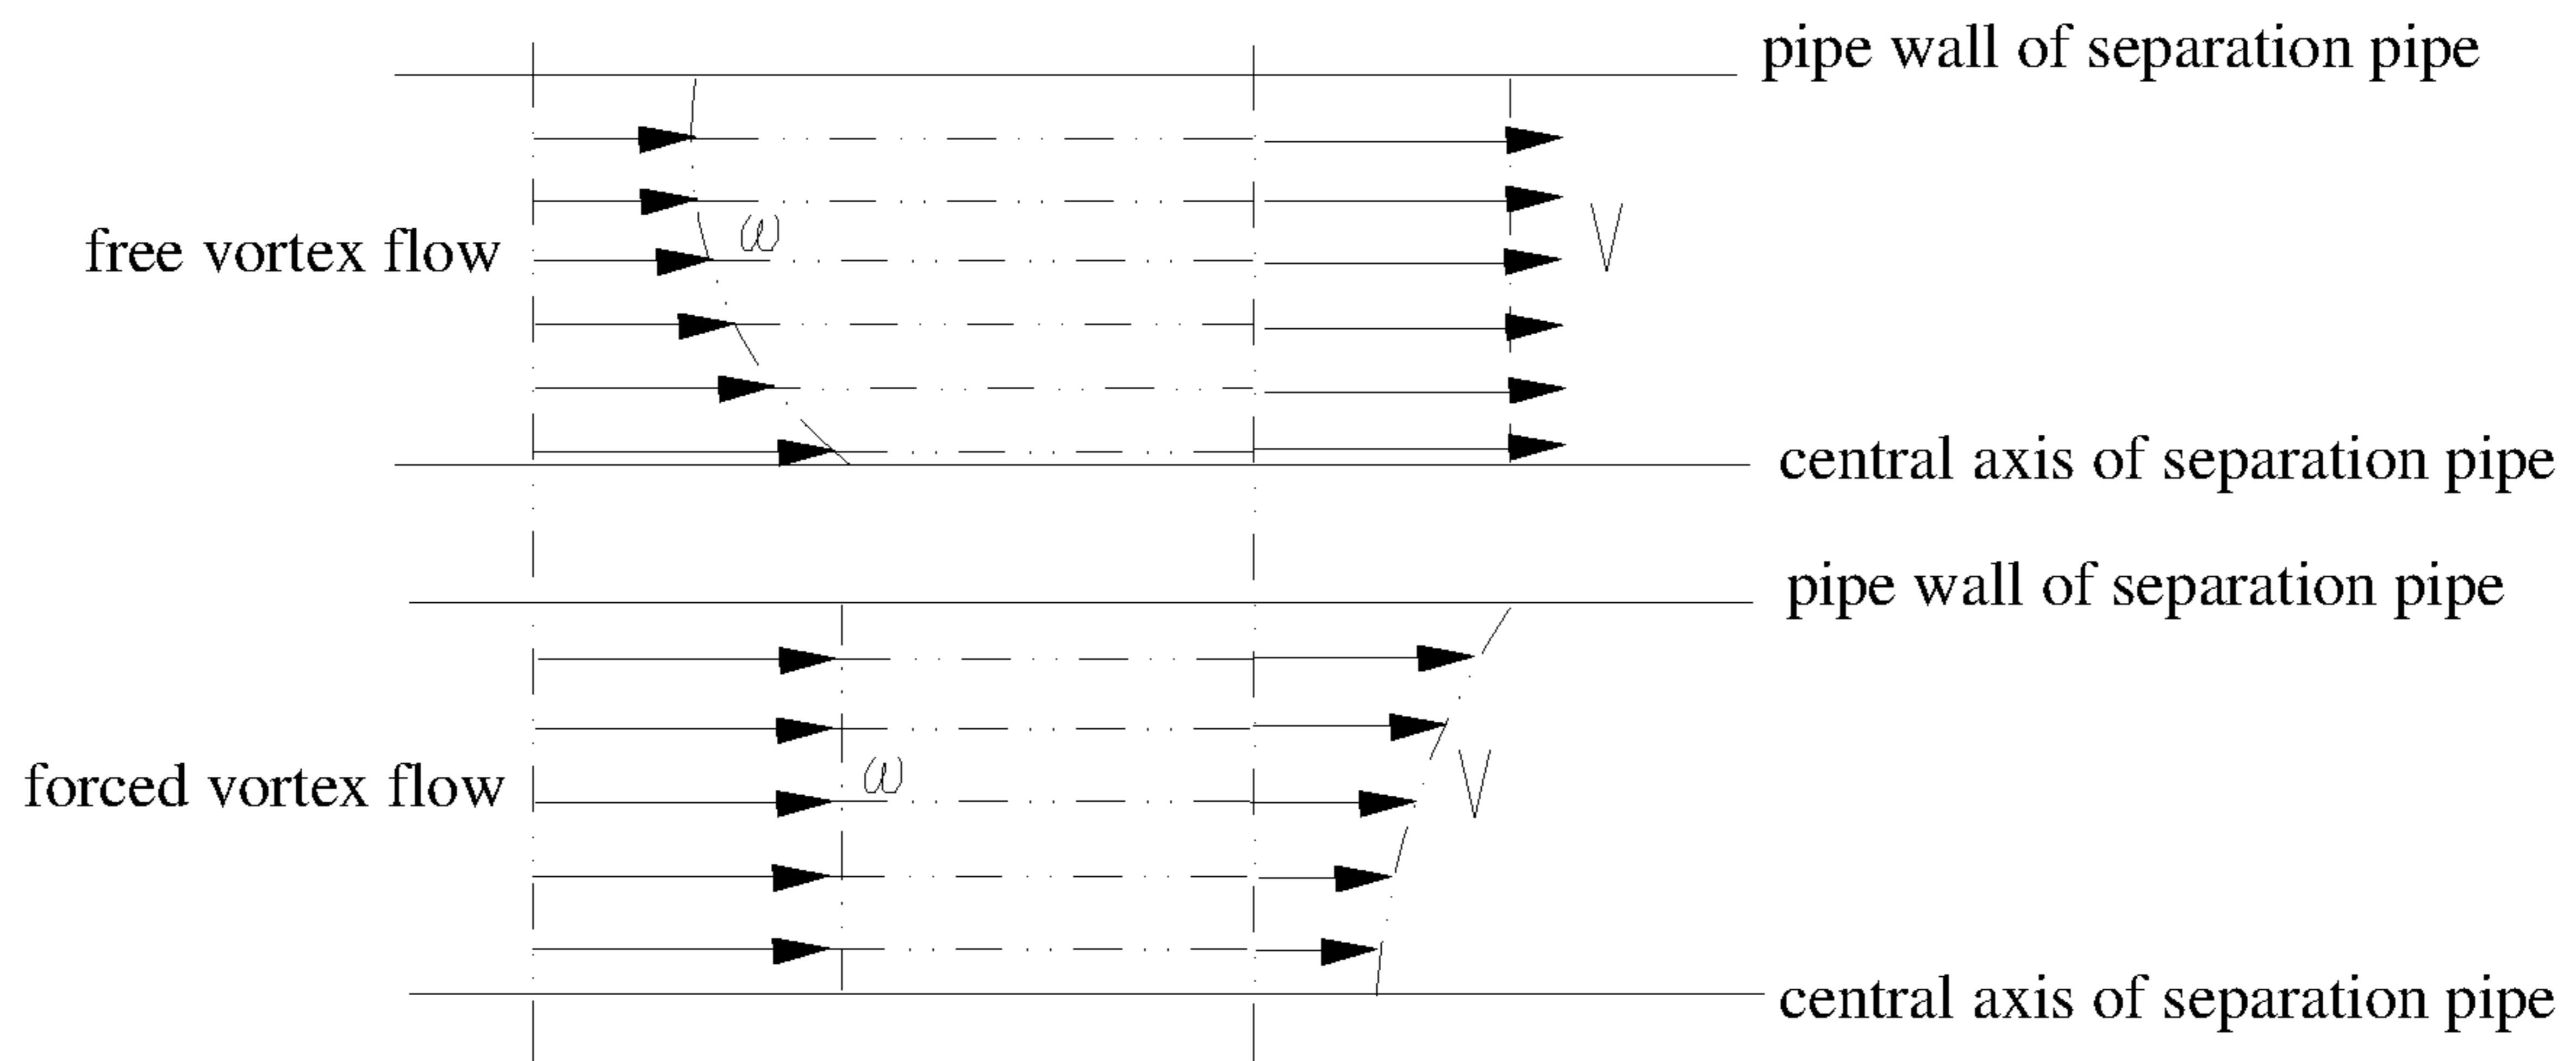 pipe wall of separation pipe
free vortex flow
ω
V
central axis of separation pipe
pipe wall of separation pipe
forced vortex flow
ω
V
central axis of separation pipe